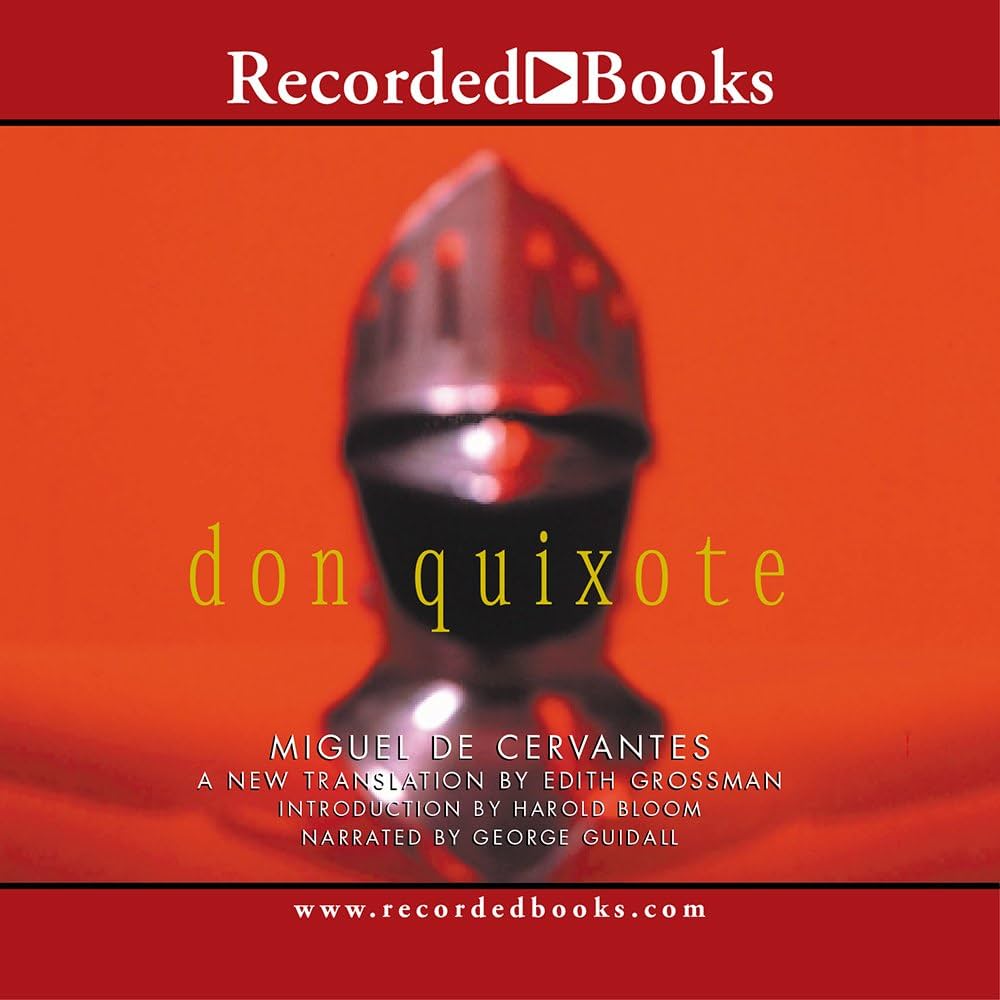 Recorded Books
don quixote
MIGUEL DE CERVANTES
A NEW TRANSLATION BY EDITH GROSSMAN
INTRODUCTION BY HAROLD BLOOM
NARRATED BY GEORGE GUIDALL
www.recordedbooks.com